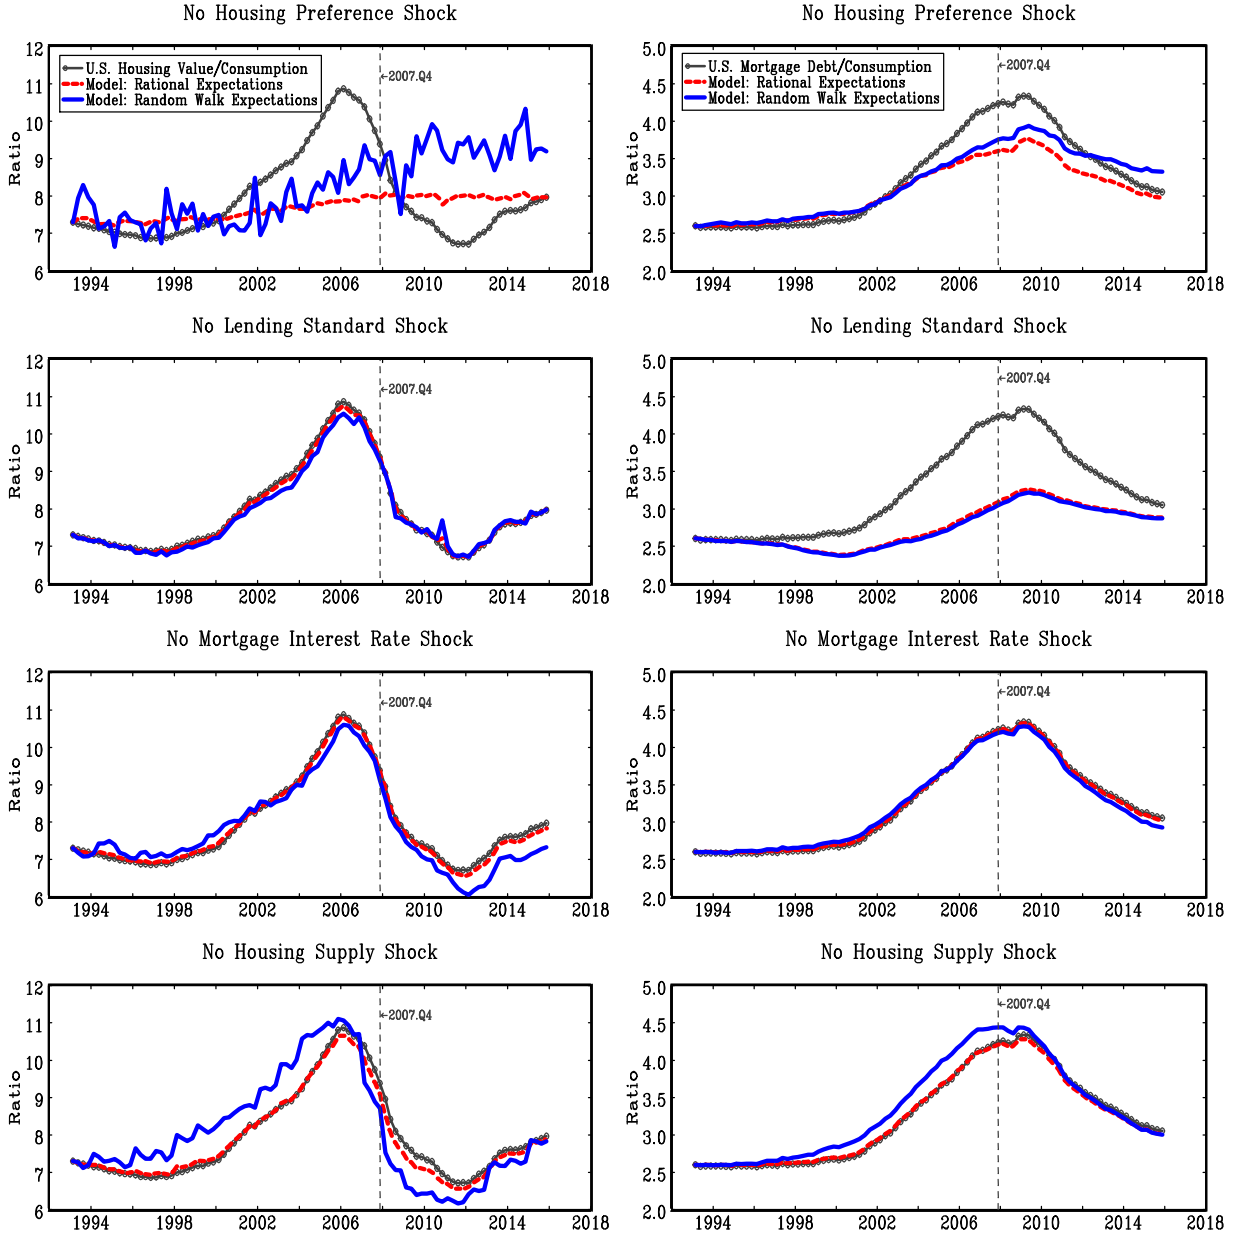 No Housing Preference Shock
No Housing Preference Shock
12
11
10
9
8
7
6
Ratio
U.S. Housing Value/Consumption
Model: Rational Expectations
Model: Random Walk Expectations
←2007.Q4
1994 1998 2002 2006 2010 2014 2018
5.0
4.5
4.0
3.5
3.0
2.5
2.0
Ratio
U.S. Mortgage Debt/Consumption
Model: Rational Expectations
Model: Random Walk Expectations
←2007.Q4
1994 1998 2002 2006 2010 2014 2018
No Lending Standard Shock
No Lending Standard Shock
12
11
10
9
8
7
6
Ratio
←2007.Q4
1994 1998 2002 2006 2010 2014 2018
5.0
4.5
4.0
3.5
3.0
2.5
2.0
Ratio
←2007.Q4
1994 1998 2002 2006 2010 2014 2018
No Mortgage Interest Rate Shock
No Mortgage Interest Rate Shock
12
11
10
9
8
7
6
Ratio
←2007.Q4
1994 1998 2002 2006 2010 2014 2018
5.0
4.5
4.0
3.5
3.0
2.5
2.0
Ratio
←2007.Q4
1994 1998 2002 2006 2010 2014 2018
No Housing Supply Shock
No Housing Supply Shock
12
11
10
9
8
7
6
Ratio
←2007.Q4
1994 1998 2002 2006 2010 2014 2018
5.0
4.5
4.0
3.5
3.0
2.5
2.0
Ratio
←2007.Q4
1994 1998 2002 2006 2010 2014 2018